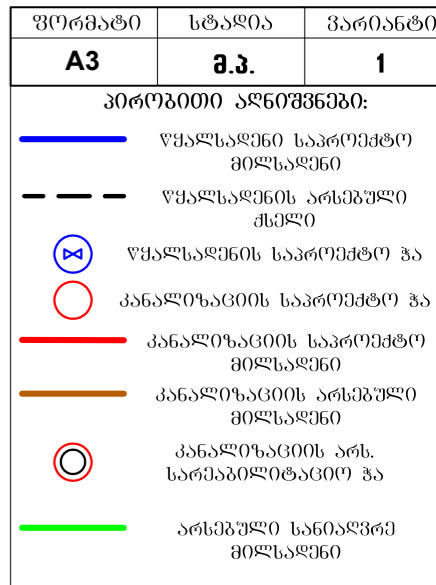 ფორმატი სტადია ვარიანტი
A3 მ.პ. 1
პირობითი აღნიშვნები:
წყალსადენი საპროექტო
მილსადენი
წყალსადენის არსებული
ქსელი
წყალსადენის საპროექტო ჭა
კანალიზაციის საპროექტო ჭა
კანალიზაციის საპროექტო
მილსადენი
კანალიზაციის არსებული
მილსადენი
კანალიზაციის არს.
სარეაბილიტაციო ჭა
არსებული სანიაღვრე
მილსადენი